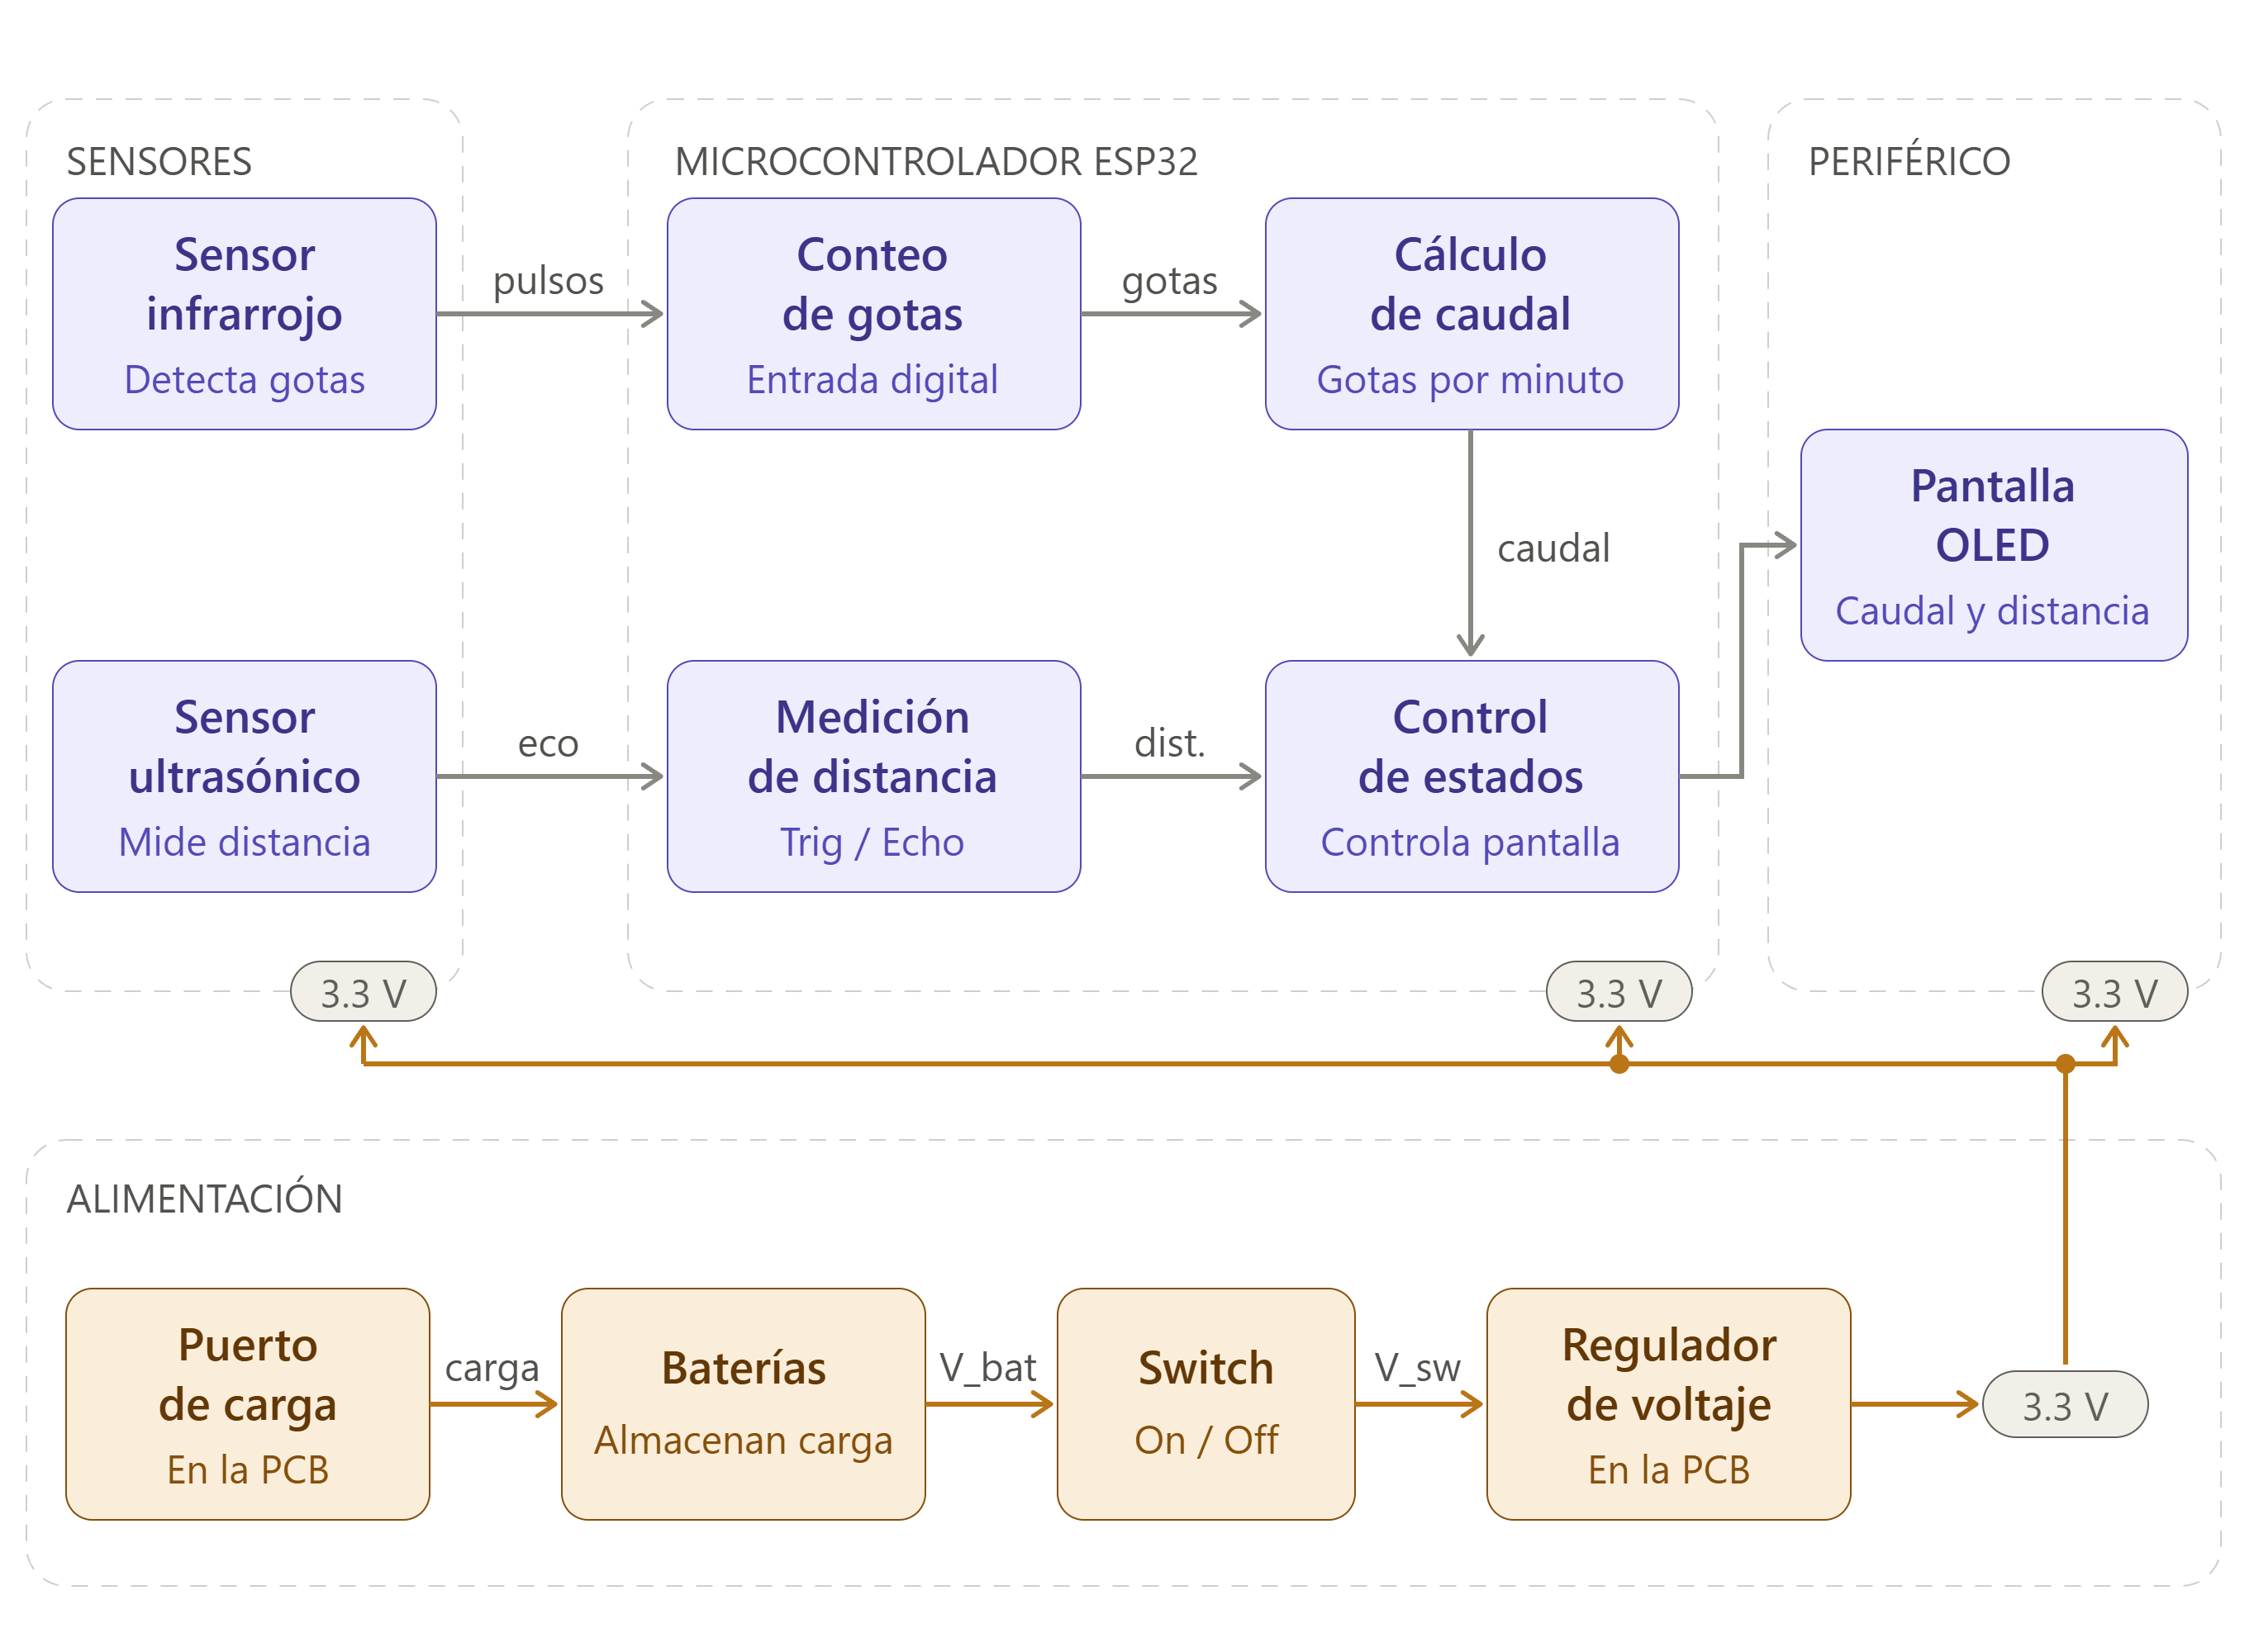 SENSORES
Sensor
infrarrojo
Detecta gotas
pulsos
Sensor
ultrasónico
Mide distancia
eco
3.3 V
MICROCONTROLADOR ESP32
Conteo
de gotas
Entrada digital
gotas
Cálculo
de caudal
Gotas por minuto
caudal
Medición
de distancia
Trig / Echo
dist.
Control
de estados
Controla pantalla
3.3 V
PERIFÉRICO
Pantalla
OLED
Caudal y distancia
3.3 V
ALIMENTACIÓN
Puerto
de carga
En la PCB
carga
Baterías
Almacenan carga
V_bat
Switch
On / Off
V_sw
Regulador
de voltaje
En la PCB
3.3 V